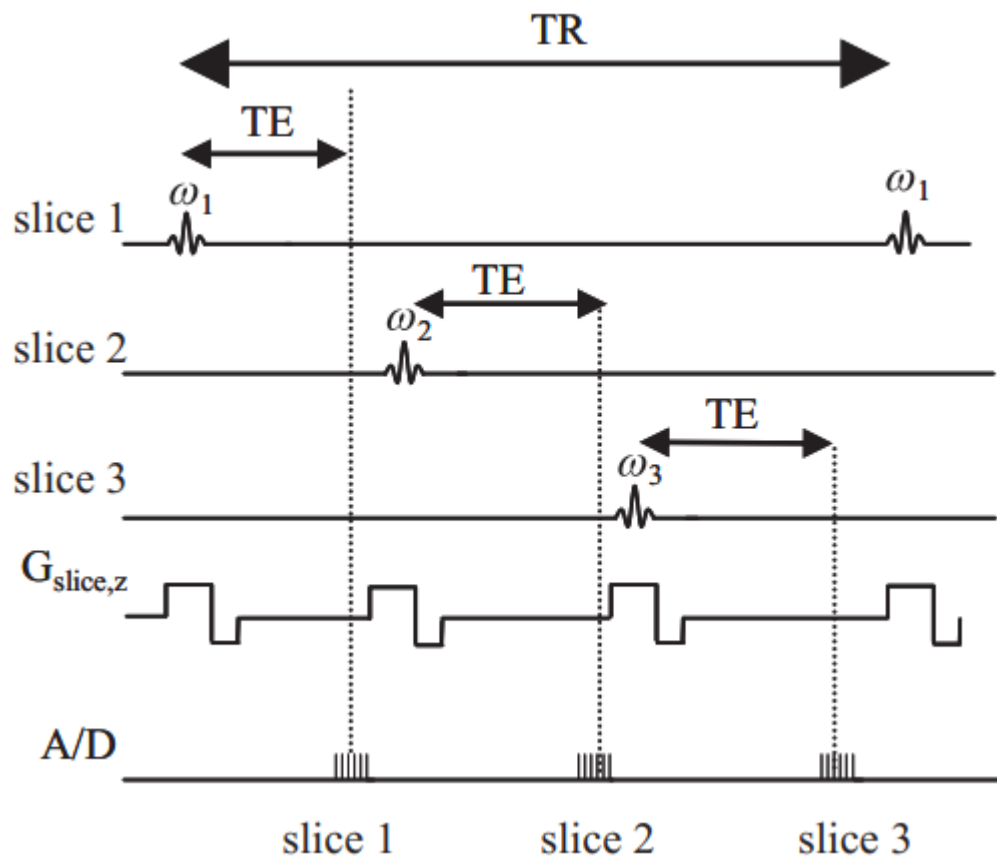 TR
TE
ω1
ω1
slice 1
TE
ω2
slice 2
TE
ω3
slice 3
Gslice,z
A/D
slice 1 slice 2 slice 3